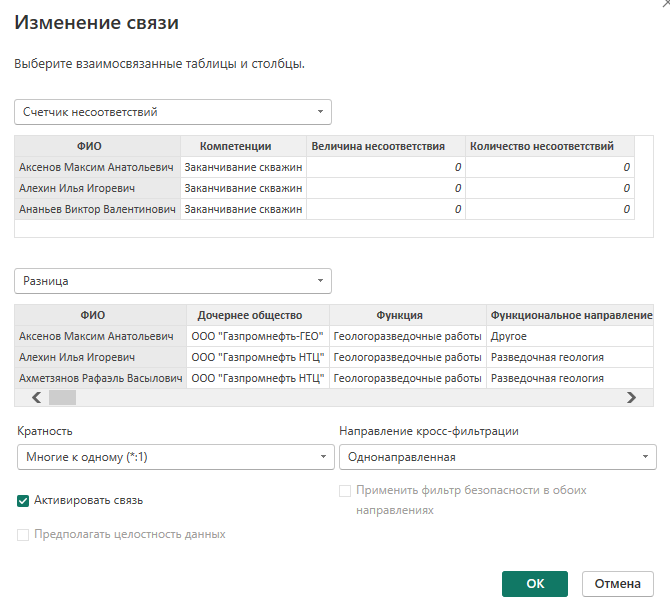 Изменение связи
Выберите взаимосвязанные таблицы и столбцы.
Счетчик несоответствий
ФИО Компетенции Величина несоответствия Количество несоответствий
Аксенов Максим Анатольевич Заканчивание скважин 0 0
Алехин Илья Игоревич Заканчивание скважин 0 0
Ананьев Виктор Валентинович Заканчивание скважин 0 0
Разница
ФИО Дочернее общество Функция Функциональное направление
Аксенов Максим Анатольевич ООО "Газпромнефть-ГЕО" Геологоразведочные работы Другое
Алехин Илья Игоревич ООО "Газпромнефть НТЦ" Геологоразведочные работы Разведочная геология
Ахметзянов Рафаэль Васылович ООО "Газпромнефть НТЦ" Геологоразведочные работы Разведочная геология
Кратность Направление кросс-фильтрации
Многие к одному (*:1) Однонаправленная
Активировать связь
Применить фильтр безопасности в обоих
направлениях
Предполагать целостность данных
ОК Отмена